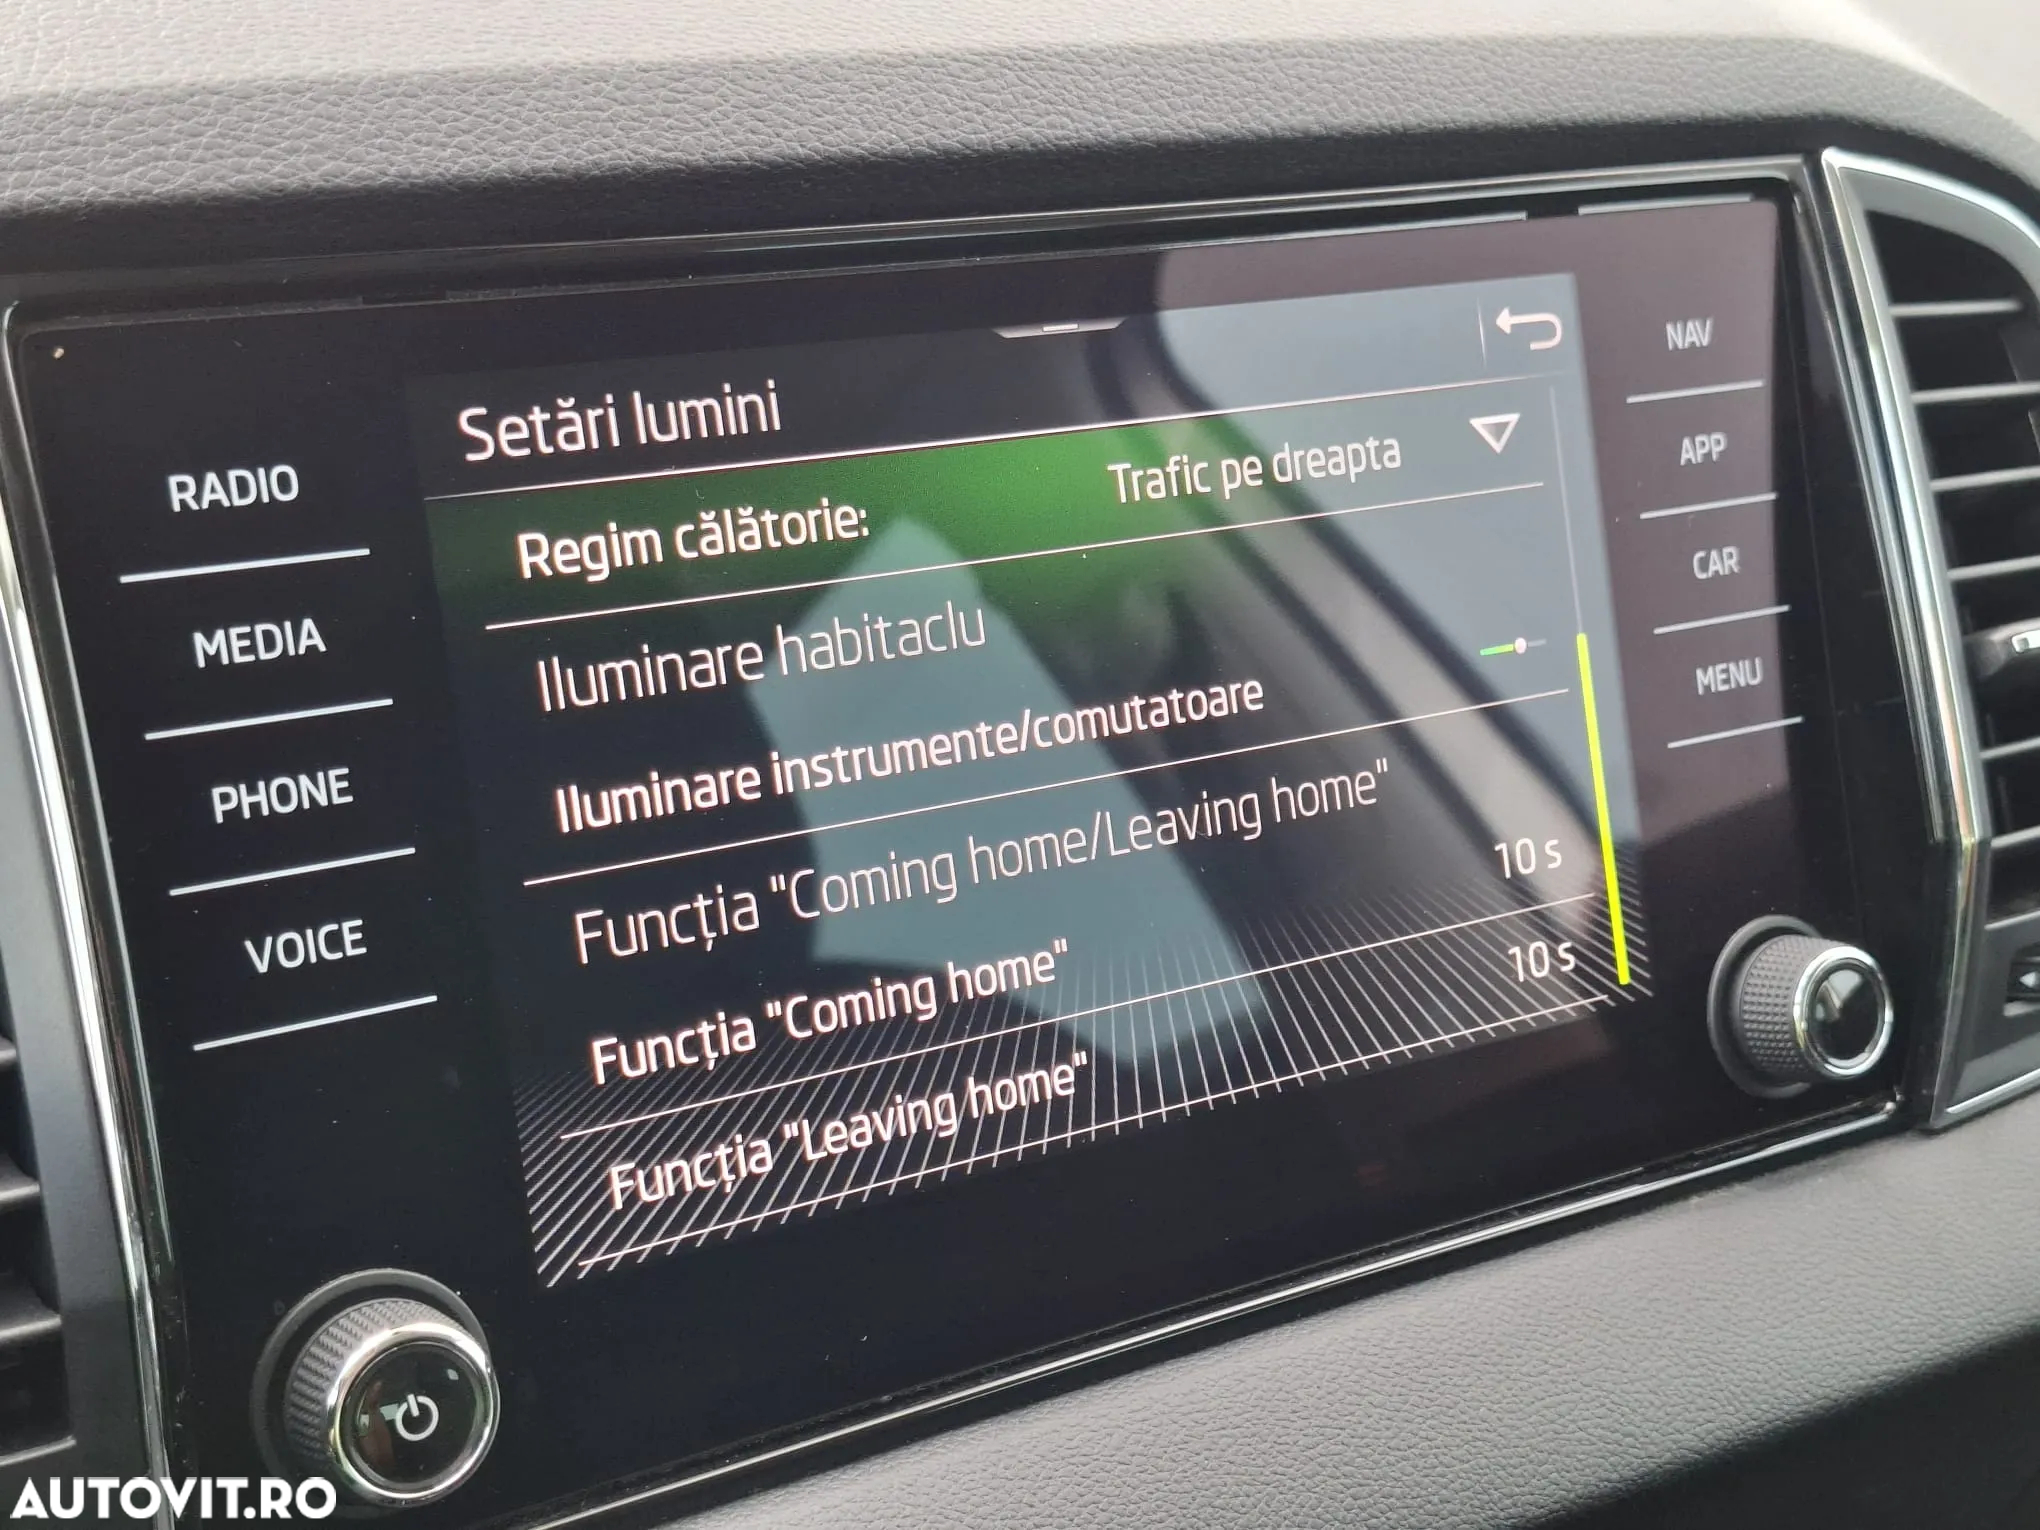 Setări lumini
Regim călătorie: Trafic pe dreapta
Iluminare habitaclu
Iluminare instrumente/comutatoare
Funcția "Coming home/Leaving home"
Funcția "Coming home" 10 s
Funcția "Leaving home" 10 s
RADIO
MEDIA
PHONE
VOICE
NAV
APP
CAR
MENU
AUTOVIT.RO